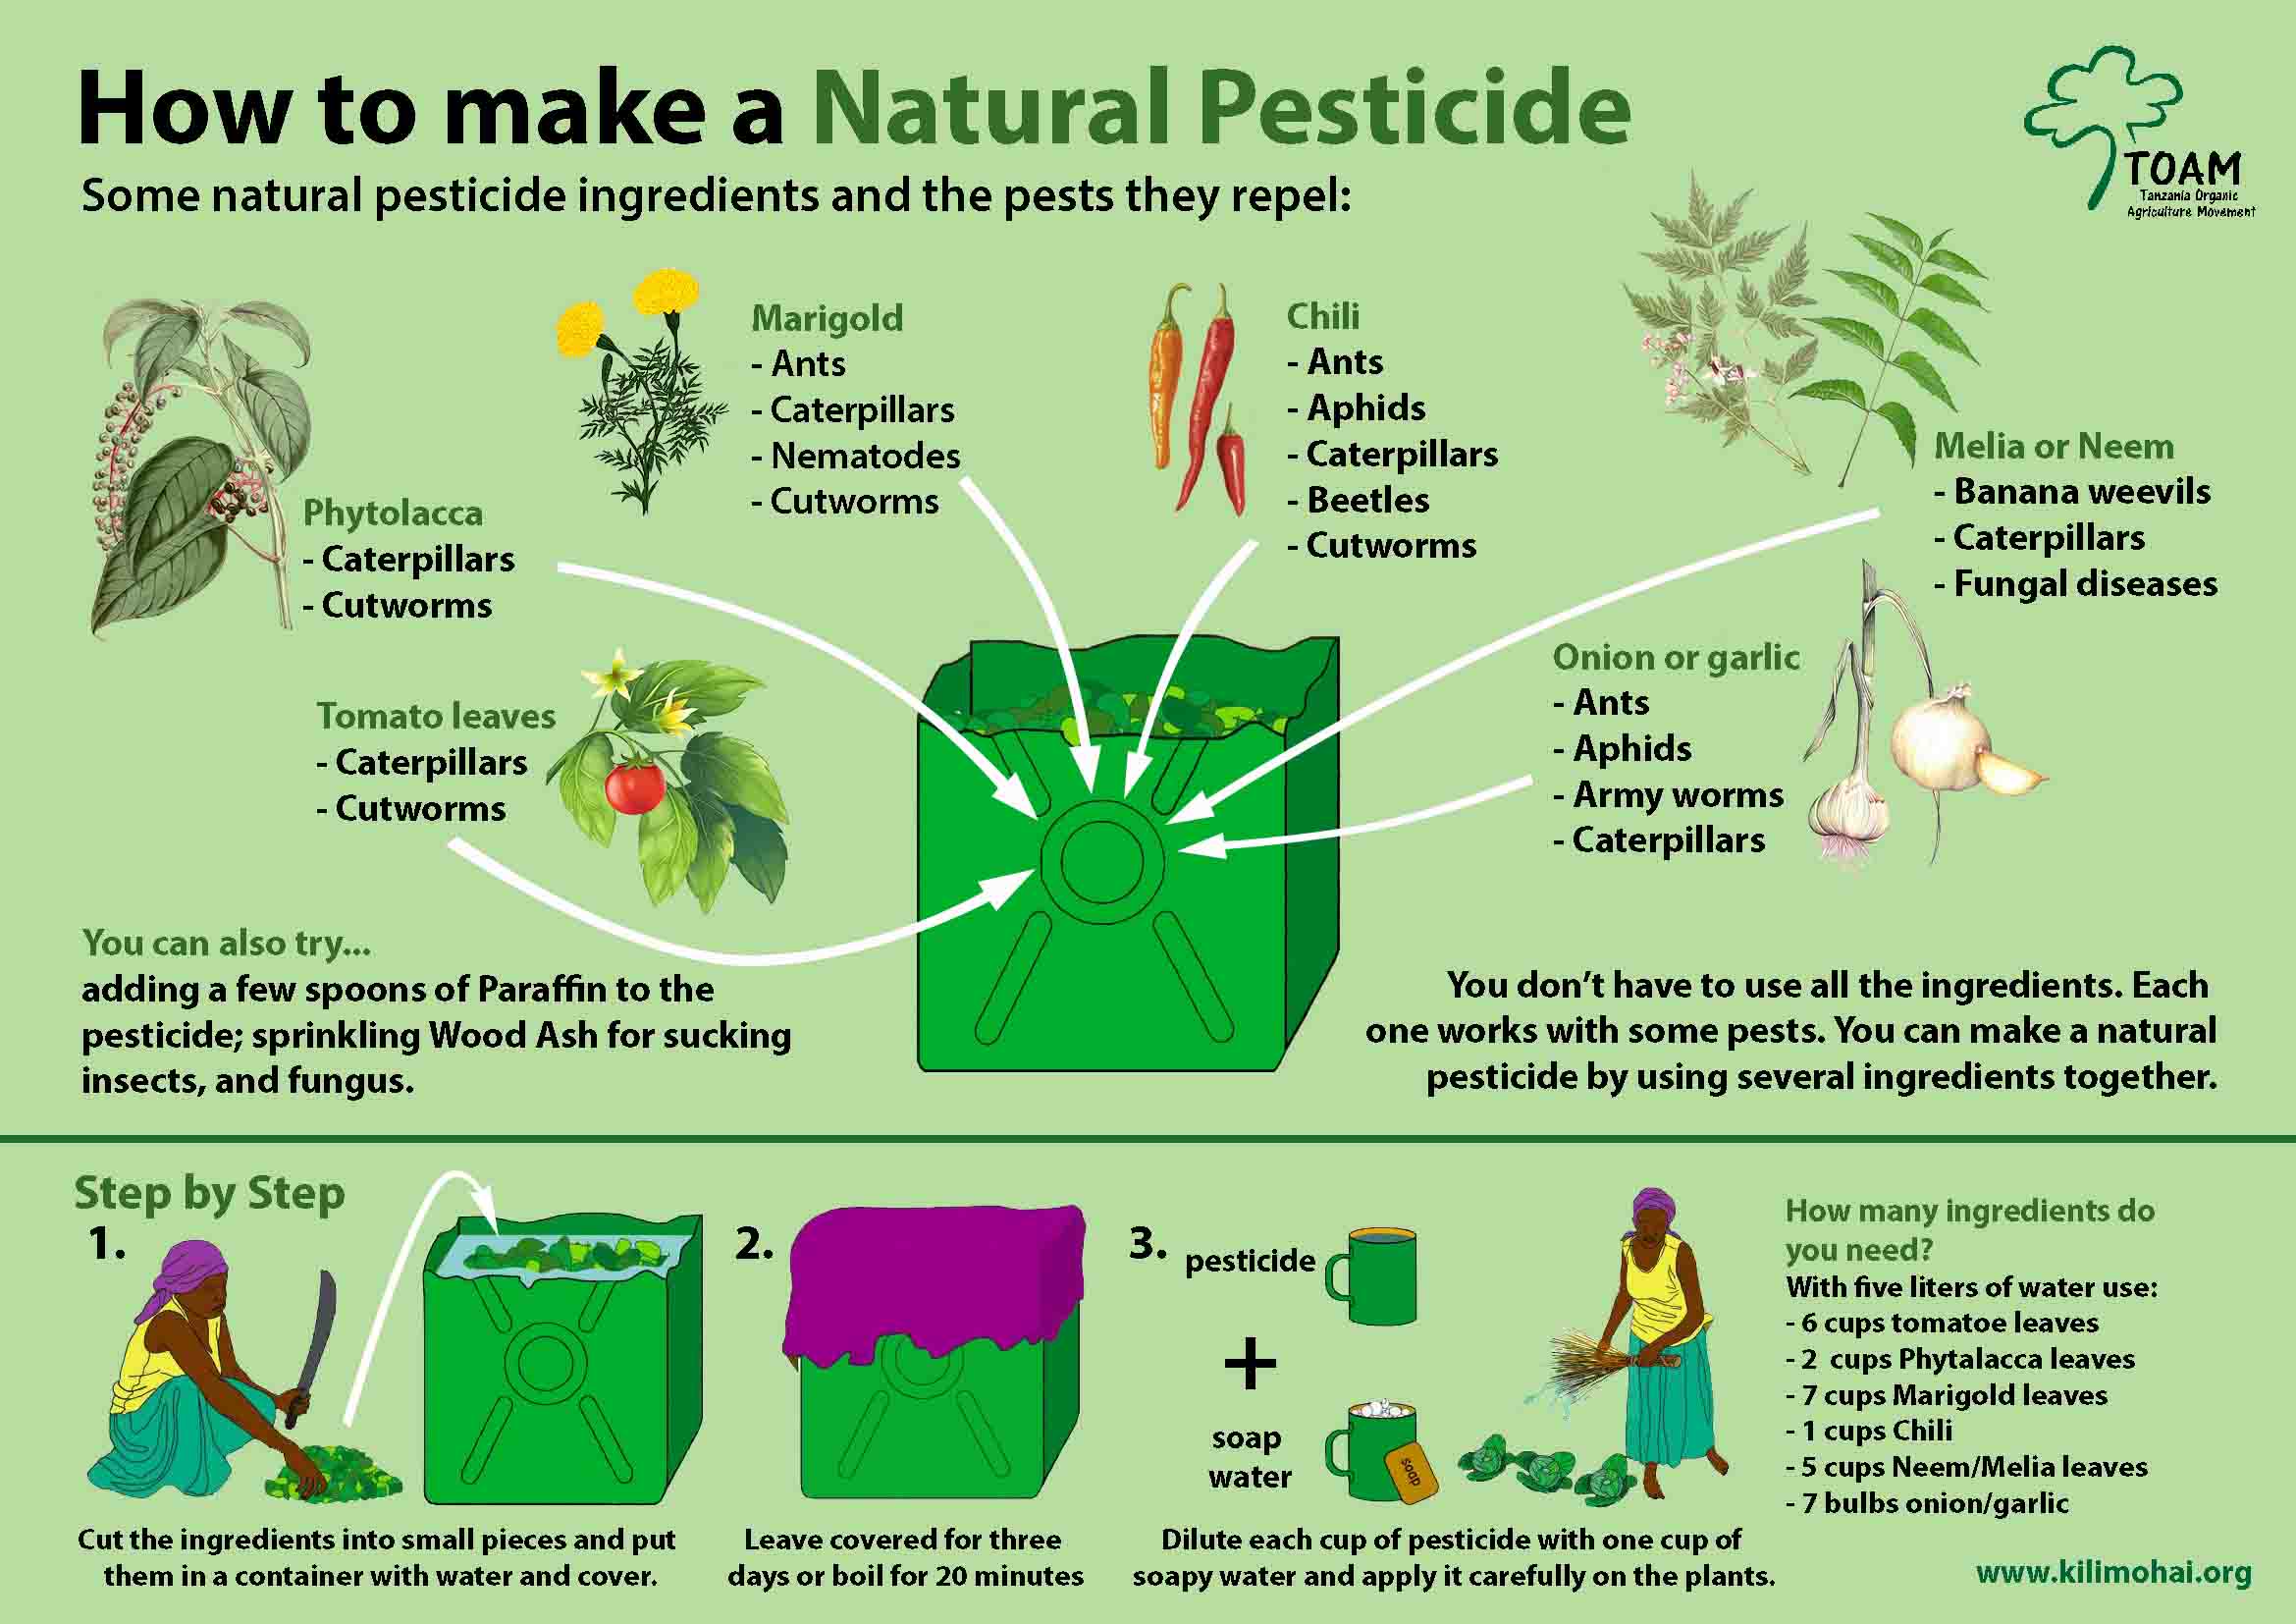 How to make a Natural Pesticide
Some natural pesticide ingredients and the pests they repel:
TOAM
Tanzania Organic
Agriculture Movement
Phytolacca
- Caterpillars
- Cutworms
Marigold
- Ants
- Caterpillars
- Nematodes
- Cutworms
Chili
- Ants
- Aphids
- Caterpillars
- Beetles
- Cutworms
Melia or Neem
- Banana weevils
- Caterpillars
- Fungal diseases
Tomato leaves
- Caterpillars
- Cutworms
Onion or garlic
- Ants
- Aphids
- Army worms
- Caterpillars
You can also try...
adding a few spoons of Paraffin to the
pesticide; sprinkling Wood Ash for sucking
insects, and fungus.
You don't have to use all the ingredients. Each
one works with some pests. You can make a natural
pesticide by using several ingredients together.
Step by Step
1.
Cut the ingredients into small pieces and put
them in a container with water and cover.
2.
Leave covered for three
days or boil for 20 minutes
3.
pesticide
+
soap
water
soap
Dilute each cup of pesticide with one cup of
soapy water and apply it carefully on the plants.
How many ingredients do
you need?
With five liters of water use:
- 6 cups tomatoe leaves
- 2  cups Phytalacca leaves
- 7 cups Marigold leaves
- 1 cups Chili
- 5 cups Neem/Melia leaves
- 7 bulbs onion/garlic
www.kilimohai.org